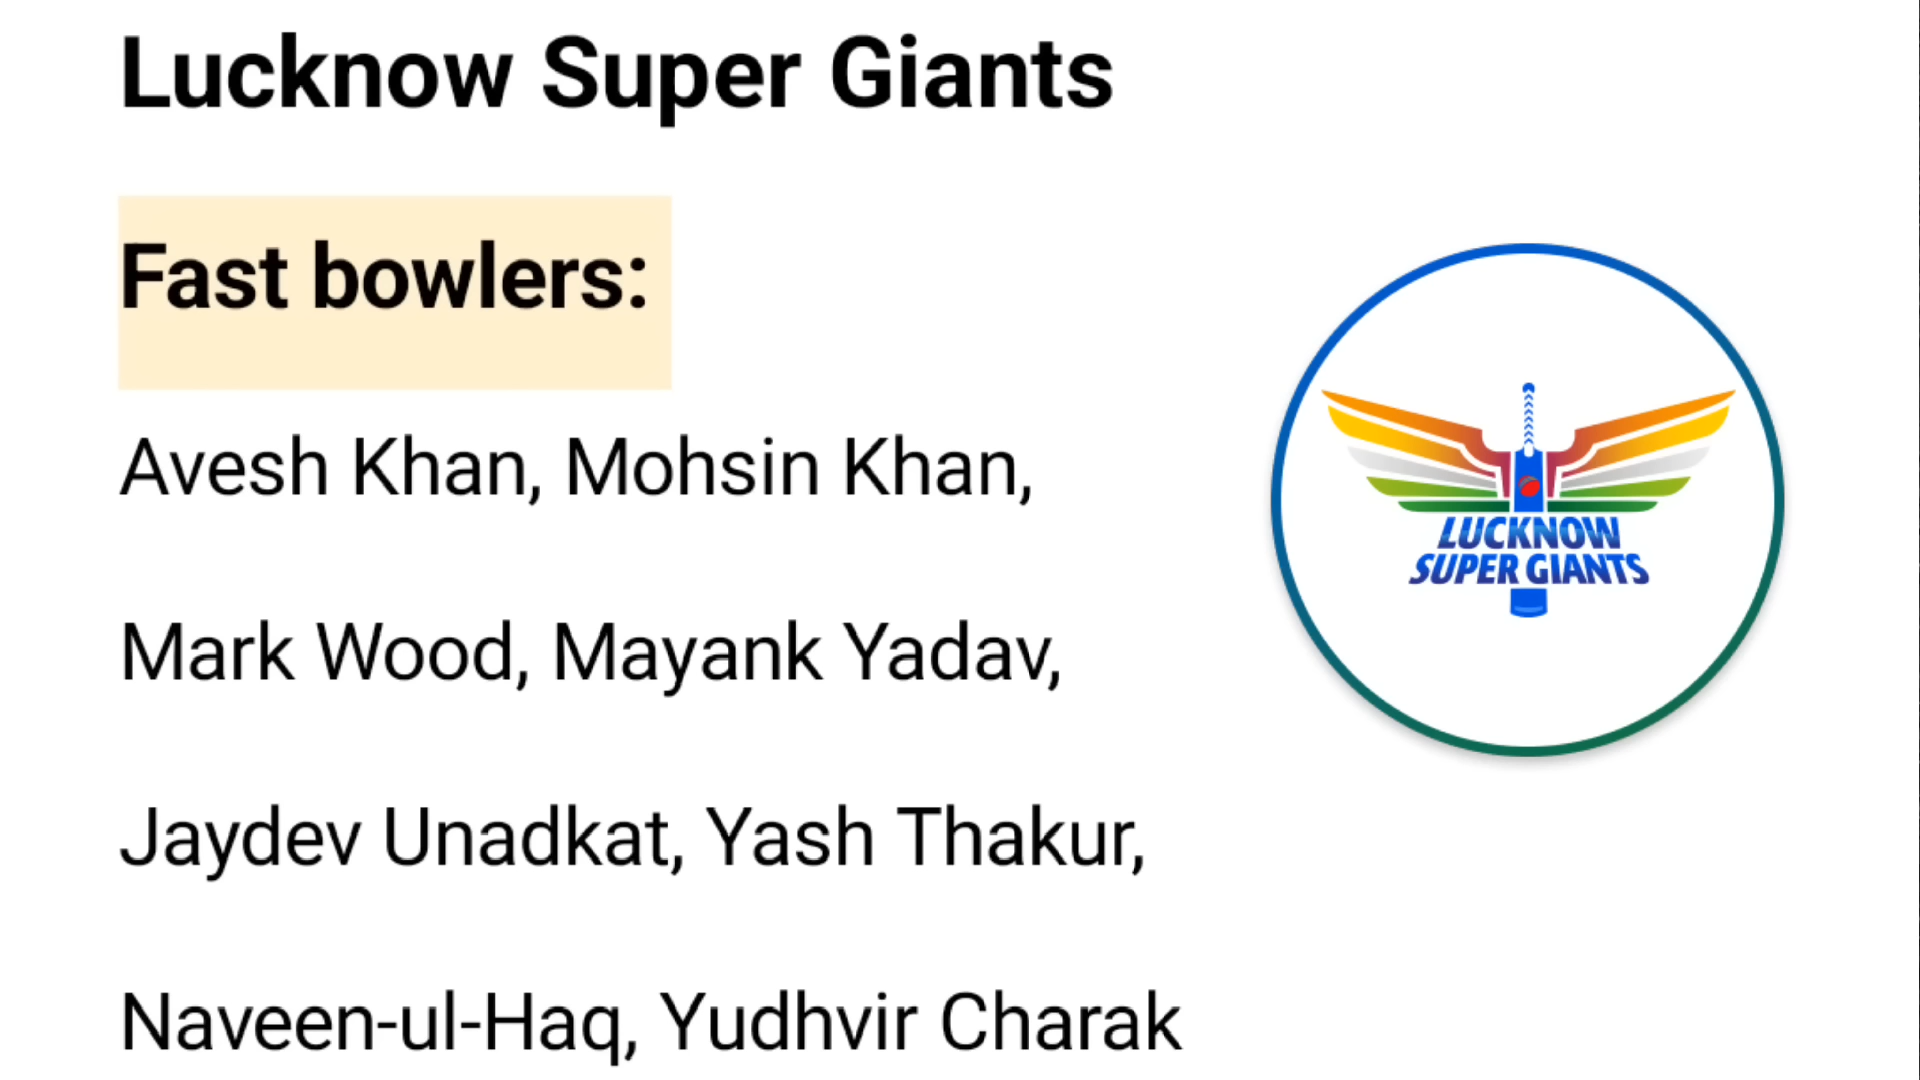 Lucknow Super Giants
Fast bowlers:
Avesh Khan, Mohsin Khan,
Mark Wood, Mayank Yadav,
Jaydev Unadkat, Yash Thakur,
Naveen-ul-Haq, Yudhvir Charak
LUCKNOW
SUPER GIANTS